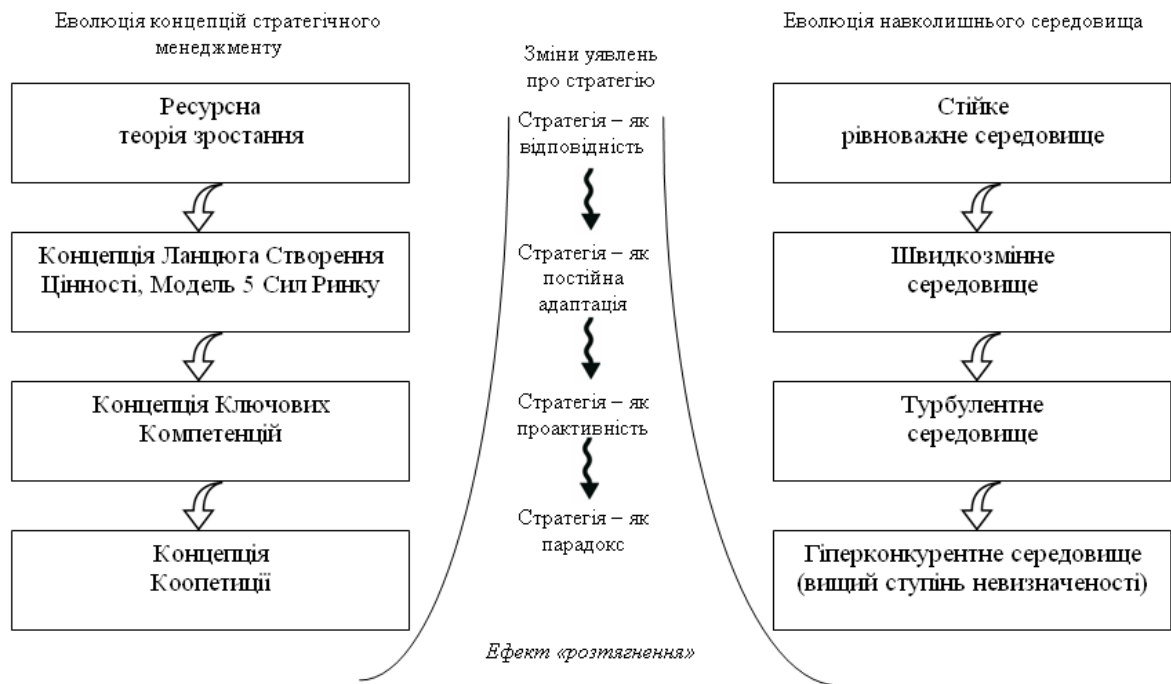 Еволюція концепцій стратегічного
менеджменту
Ресурсна
теорія зростання
Концепція Ланцюга Створення
Цінності, Модель 5 Сил Ринку
Концепція Ключових
Компетенцій
Концепція
Коопетиції
Зміни уявлень
про стратегію
Стратегія – як
відповідність
Стратегія – як
постійна
адаптація
Стратегія – як
проактивність
Стратегія – як
парадокс
Ефект «розтягнення»
Еволюція навколишнього середовища
Стійке
рівноважне середовище
Швидкозмінне
середовище
Турбулентне
середовище
Гіперконкурентне середовище
(вищий ступінь невизначеності)